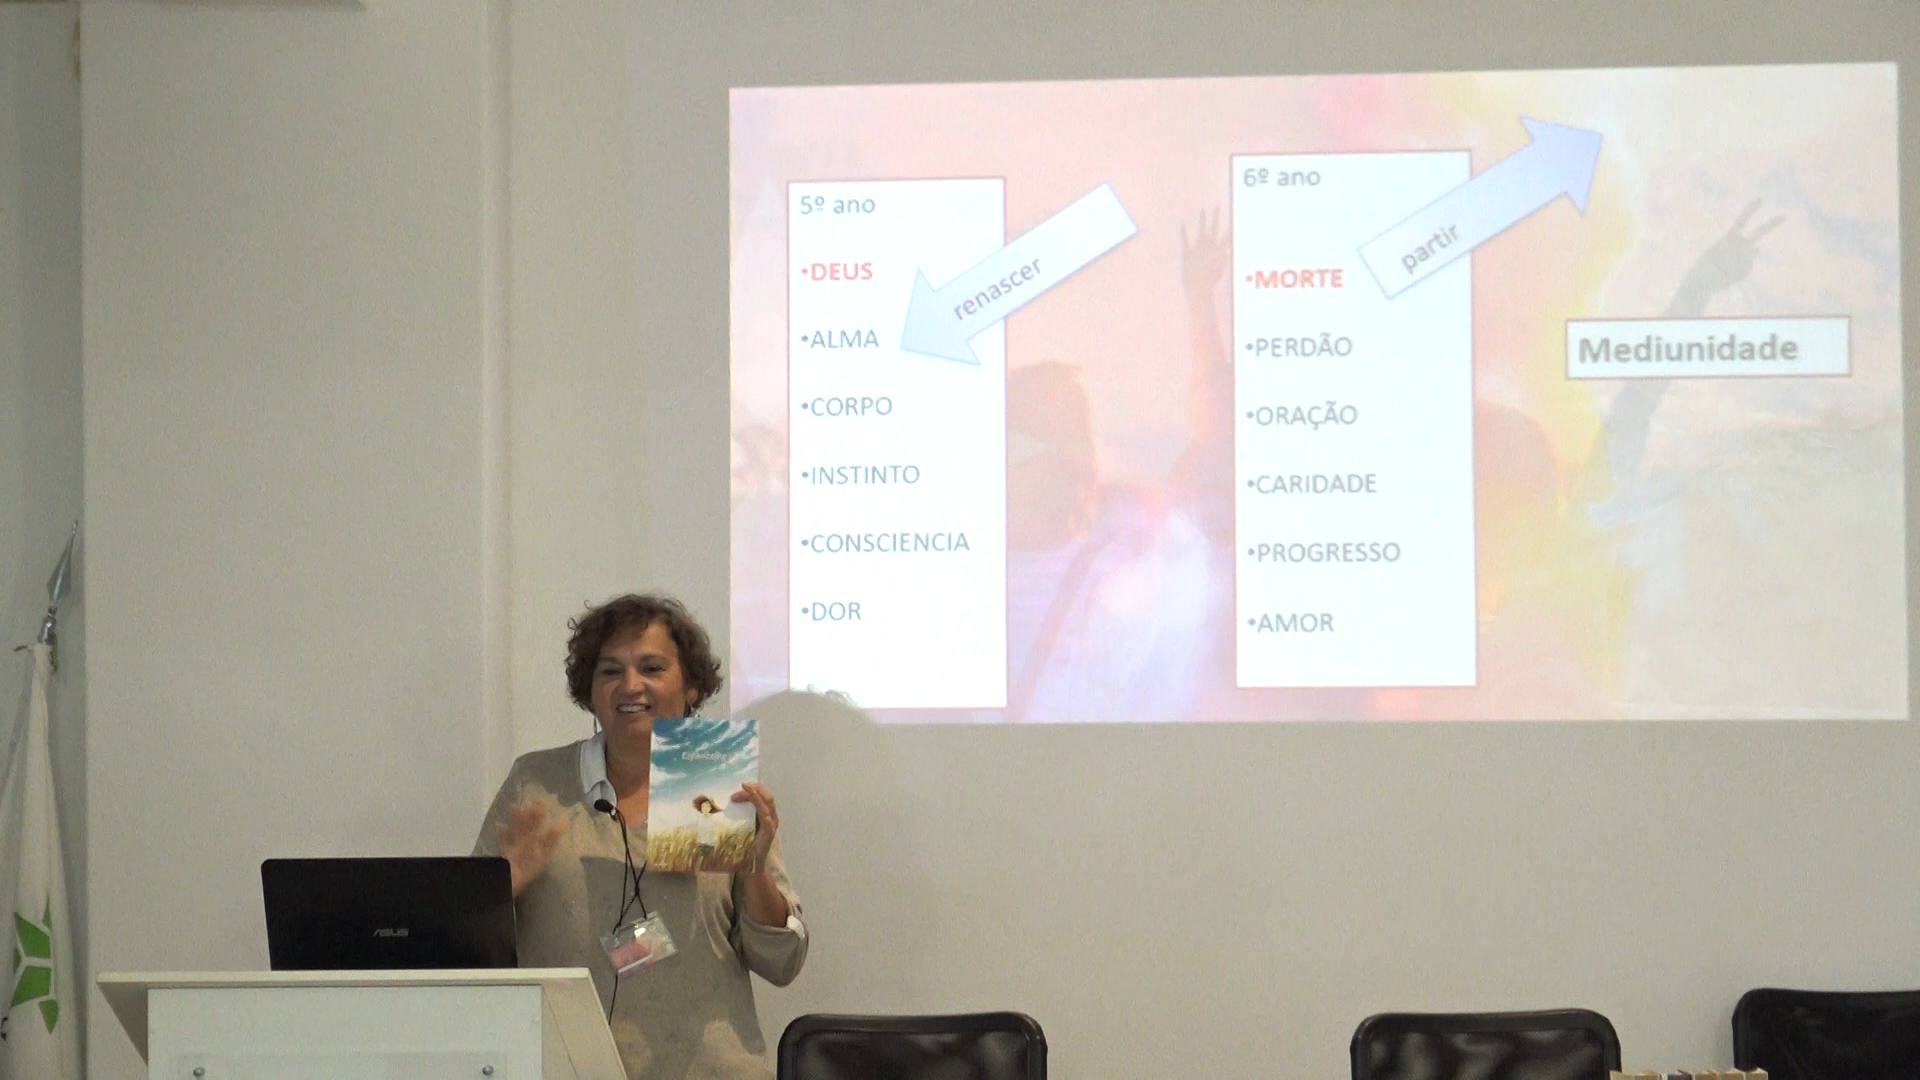 5º ano
•DEUS
•ALMA
•CORPO
•INSTINTO
•CONSCIENCIA
•DOR
renascer
6º ano
•MORTE
•PERDÃO
•ORAÇÃO
•CARIDADE
•PROGRESSO
•AMOR
partir
Mediunidade
ASUS